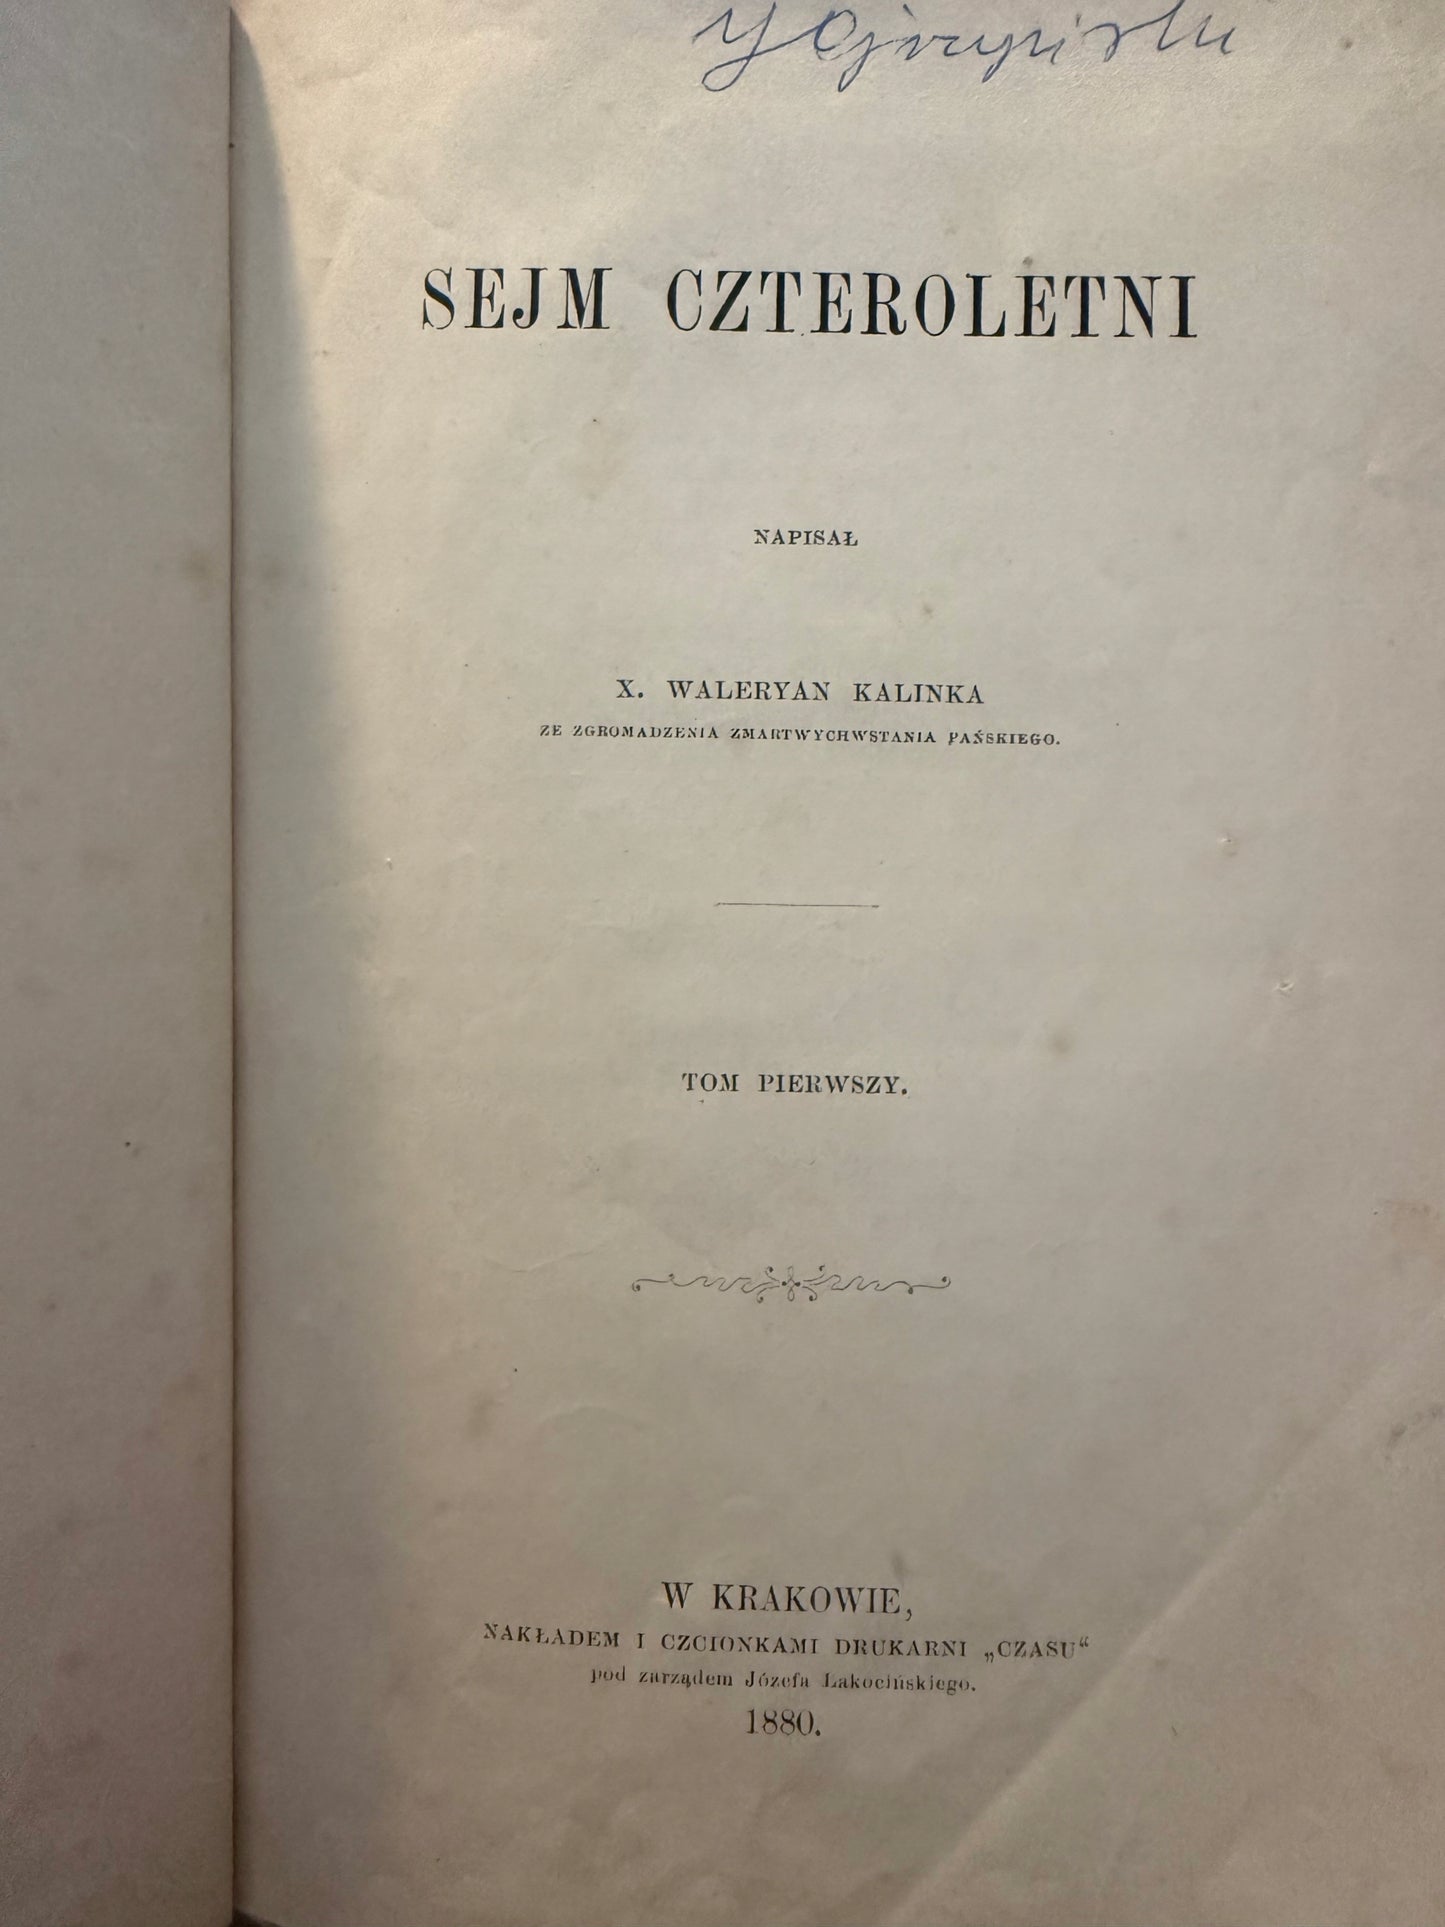 SEJM CZTEROLETNI
NAPISAŁ
X. WALERYAN KALINKA
ZE ZGROMADZENIA ZMARTWYCHWSTANIA PAŃSKIEGO.
TOM PIERWSZY.
W KRAKOWIE,
NAKŁADEM I CZCIONKAMI DRUKARNI „CZASU“
pod zarządem Józefa Łakocińskiego.
1880.